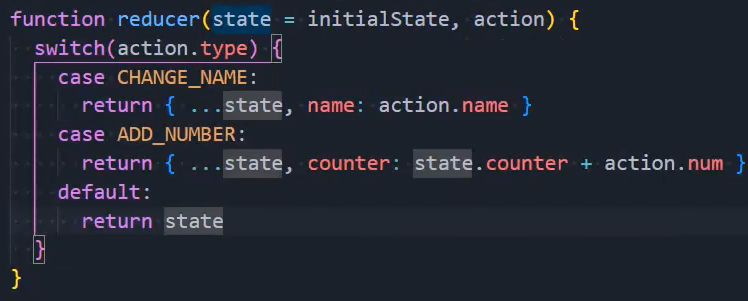 function reducer(state = initialState, action) {
  switch(action.type) {
    case CHANGE_NAME:
      return { ...state, name: action.name }
    case ADD_NUMBER:
      return { ...state, counter: state.counter + action.num }
    default:
      return state
  }
}